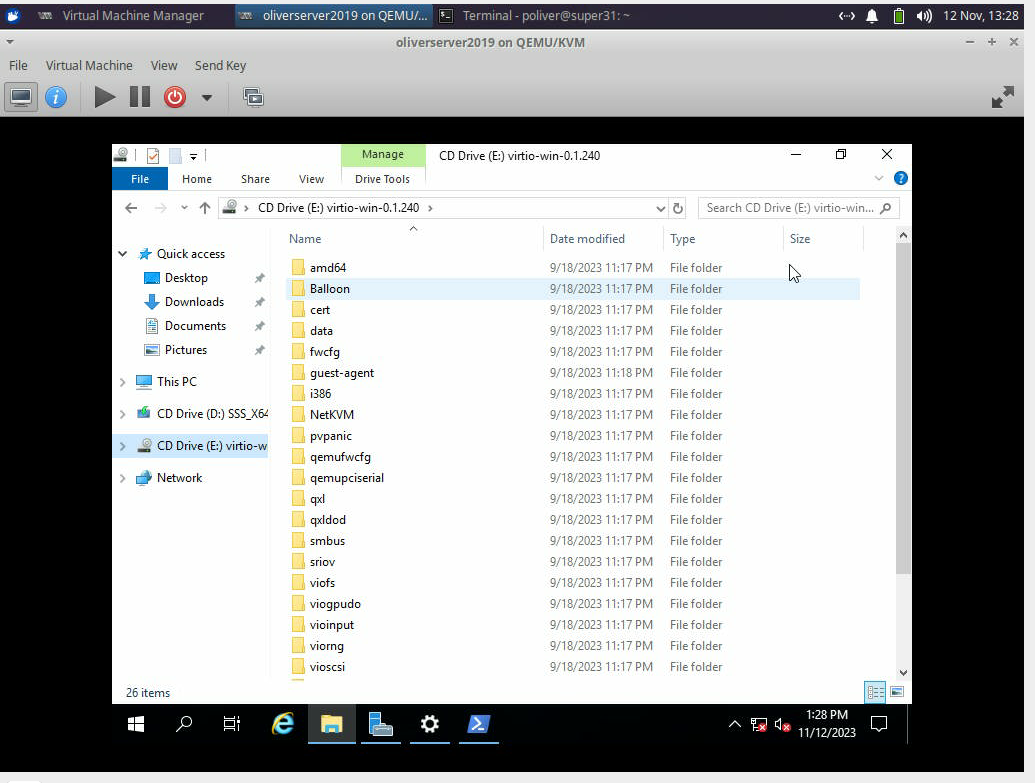 Virtual Machine Manager
oliverserver2019 on QEMU/...
Terminal - poliver@super31: ~
12 Nov, 13:28
oliverserver2019 on QEMU/KVM
File Virtual Machine View Send Key
Manage CD Drive (E:) virtio-win-0.1.240
File Home Share View Drive Tools
CD Drive (E:) virtio-win-0.1.240
Search CD Drive (E:) virtio-win...
Quick access
Desktop
Downloads
Documents
Pictures
This PC
CD Drive (D:) SSS_X64
CD Drive (E:) virtio-w
Network
Name Date modified Type Size
amd64 9/18/2023 11:17 PM File folder
Balloon 9/18/2023 11:17 PM File folder
cert 9/18/2023 11:17 PM File folder
data 9/18/2023 11:17 PM File folder
fwcfg 9/18/2023 11:17 PM File folder
guest-agent 9/18/2023 11:18 PM File folder
i386 9/18/2023 11:17 PM File folder
NetKVM 9/18/2023 11:17 PM File folder
pvpanic 9/18/2023 11:17 PM File folder
qemufwcfg 9/18/2023 11:17 PM File folder
qemupciserial 9/18/2023 11:17 PM File folder
qxl 9/18/2023 11:17 PM File folder
qxldod 9/18/2023 11:17 PM File folder
smbus 9/18/2023 11:17 PM File folder
sriov 9/18/2023 11:17 PM File folder
viofs 9/18/2023 11:17 PM File folder
viogpudo 9/18/2023 11:17 PM File folder
vioinput 9/18/2023 11:17 PM File folder
viorng 9/18/2023 11:17 PM File folder
vioscsi 9/18/2023 11:17 PM File folder
26 items
1:28 PM
11/12/2023